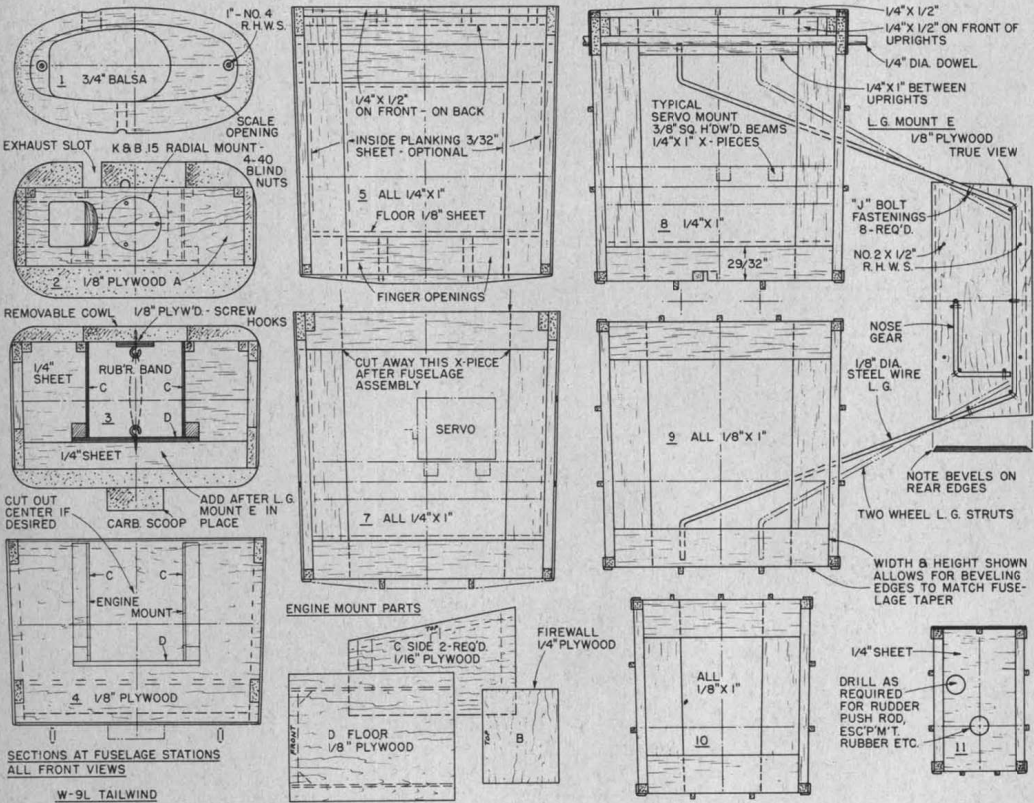 1"- NO. 4
R.H.W.S.
1
3/4" BALSA
SCALE
OPENING
EXHAUST SLOT
K & B .15 RADIAL MOUNT -
4-40
BLIND
NUTS
2
1/8" PLYWOOD A
REMOVABLE COWL
1/8" PLYW'D. - SCREW
HOOKS
1/4"
SHEET
RUB'R. BAND
C
C
3
D
1/4" SHEET
CUT OUT
CENTER IF
DESIRED
CARB. SCOOP
ADD AFTER L.G.
MOUNT E IN
PLACE
C
C
ENGINE
MOUNT
D
4 1/8" PLYWOOD
SECTIONS AT FUSELAGE STATIONS
ALL FRONT VIEWS
W-9L TAILWIND
1/4" X 1/2"
ON FRONT - ON BACK
INSIDE PLANKING 3/32"
SHEET - OPTIONAL
5 ALL 1/4" X 1"
FLOOR 1/8" SHEET
FINGER OPENINGS
CUT AWAY THIS X-PIECE
AFTER FUSELAGE
ASSEMBLY
SERVO
7 ALL 1/4" X 1"
ENGINE MOUNT PARTS
TOP
C SIDE 2-REQ'D.
1/16" PLYWOOD
FIREWALL
1/4" PLYWOOD
FRONT
D FLOOR
1/8" PLYWOOD
TOP
B
1/4" X 1/2"
1/4" X 1/2" ON FRONT OF
UPRIGHTS
1/4" DIA. DOWEL
1/4" X 1" BETWEEN
UPRIGHTS
TYPICAL
SERVO MOUNT
3/8" SQ. H'DW'D. BEAMS
1/4" X 1" X - PIECES
L.G. MOUNT E
1/8" PLYWOOD
TRUE VIEW
"J" BOLT
FASTENINGS
8-REQ'D.
8 1/4" X 1"
NO. 2 X 1/2"
R.H.W.S.
29/32"
NOSE
GEAR
1/8" DIA.
STEEL WIRE
L.G.
9 ALL 1/8" X 1"
NOTE BEVELS ON
REAR EDGES
TWO WHEEL L.G. STRUTS
WIDTH & HEIGHT SHOWN
ALLOWS FOR BEVELING
EDGES TO MATCH FUSE-
LAGE TAPER
ALL
1/8" X 1"
10
1/4" SHEET
DRILL AS
REQUIRED
FOR RUDDER
PUSH ROD,
ESC'P'M'T.
RUBBER ETC.
11